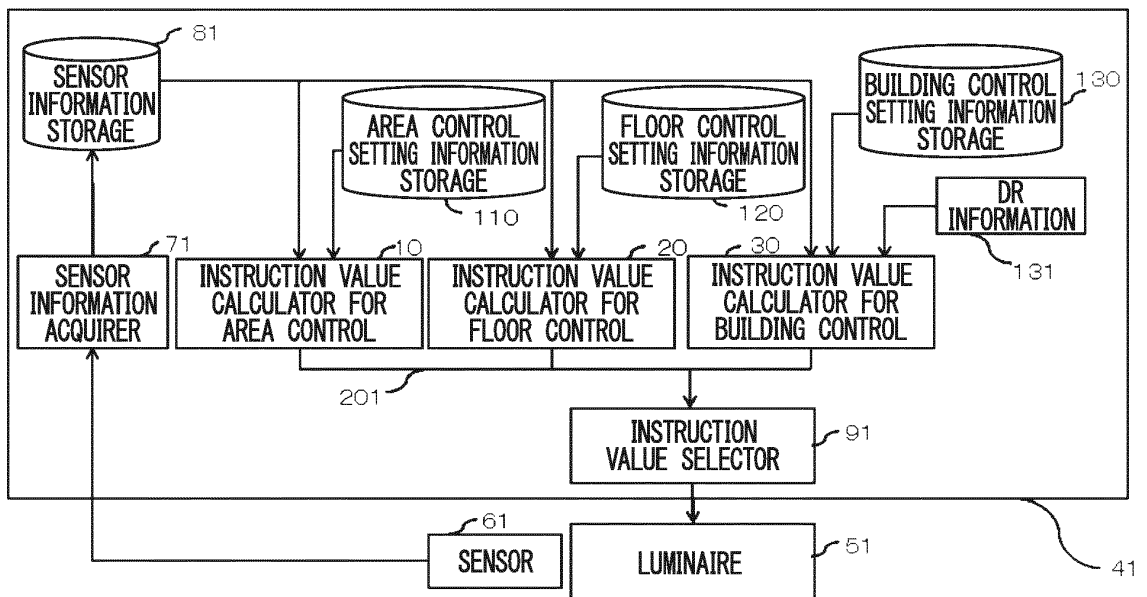 81
SENSOR
INFORMATION
STORAGE
AREA CONTROL
SETTING INFORMATION
STORAGE
110
FLOOR CONTROL
SETTING INFORMATION
STORAGE
120
BUILDING CONTROL
SETTING INFORMATION
STORAGE
130
DR
INFORMATION
131
71
SENSOR
INFORMATION
ACQUIRER
10
INSTRUCTION VALUE
CALCULATOR FOR
AREA CONTROL
20
INSTRUCTION VALUE
CALCULATOR FOR
FLOOR CONTROL
30
INSTRUCTION VALUE
CALCULATOR FOR
BUILDING CONTROL
201
INSTRUCTION
VALUE SELECTOR
91
61
SENSOR
LUMINAIRE
51
41